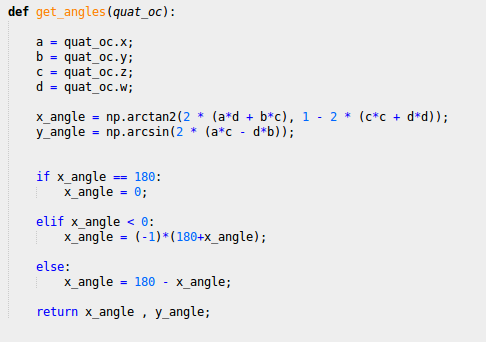 def get_angles(quat_oc):
a = quat_oc.x;
b = quat_oc.y;
c = quat_oc.z;
d = quat_oc.w;
x_angle = np.arctan2(2 * (a*d + b*c), 1 - 2 * (c*c + d*d));
y_angle = np.arcsin(2 * (a*c - d*b));
if x_angle == 180:
x_angle = 0;
elif x_angle < 0:
x_angle = (-1)*(180+x_angle);
else:
x_angle = 180 - x_angle;
return x_angle , y_angle;